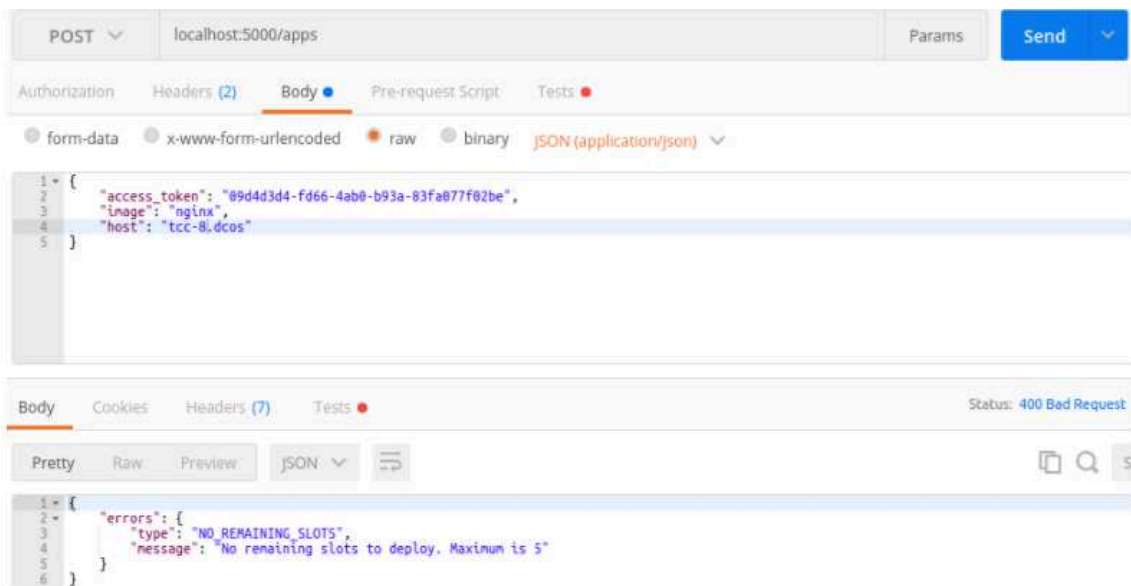 POST localhost:5000/apps Params Send
Authorization Headers (2) Body Pre-request Script Tests
form-data x-www-form-urlencoded raw binary JSON (application/json)
1 {
2 "access_token": "09d4d3d4-fd66-4ab0-b93a-83fa077f02be",
3 "image": "nginx",
4 "host": "tcc-8.dcos"
5 }
Body Cookies Headers (7) Tests Status: 400 Bad Request
Pretty Raw Preview JSON S
1 {
2 "errors": {
3 "type": "NO_REMAINING_SLOTS",
4 "message": "No remaining slots to deploy. Maximum is 5"
5 }
6 }